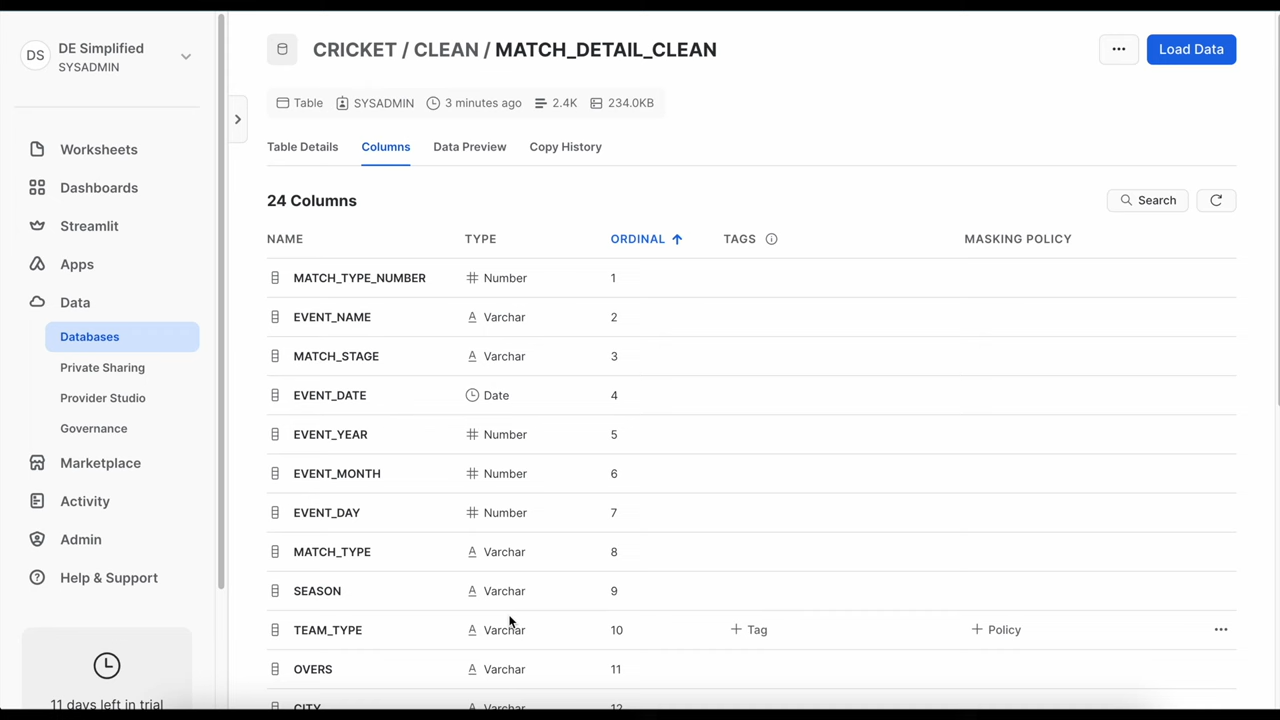 DS
DE Simplified
SYSADMIN
Worksheets
Dashboards
Streamlit
Apps
Data
Databases
Private Sharing
Provider Studio
Governance
Marketplace
Activity
Admin
Help & Support
11 days left in trial
CRICKET / CLEAN / MATCH_DETAIL_CLEAN
Load Data
Table SYSADMIN 3 minutes ago 2.4K 234.0KB
Table Details Columns Data Preview Copy History
24 Columns
Search
NAME TYPE ORDINAL TAGS MASKING POLICY
MATCH_TYPE_NUMBER Number 1
EVENT_NAME Varchar 2
MATCH_STAGE Varchar 3
EVENT_DATE Date 4
EVENT_YEAR Number 5
EVENT_MONTH Number 6
EVENT_DAY Number 7
MATCH_TYPE Varchar 8
SEASON Varchar 9
TEAM_TYPE Varchar 10 + Tag + Policy
OVERS Varchar 11
CITY Varchar 12